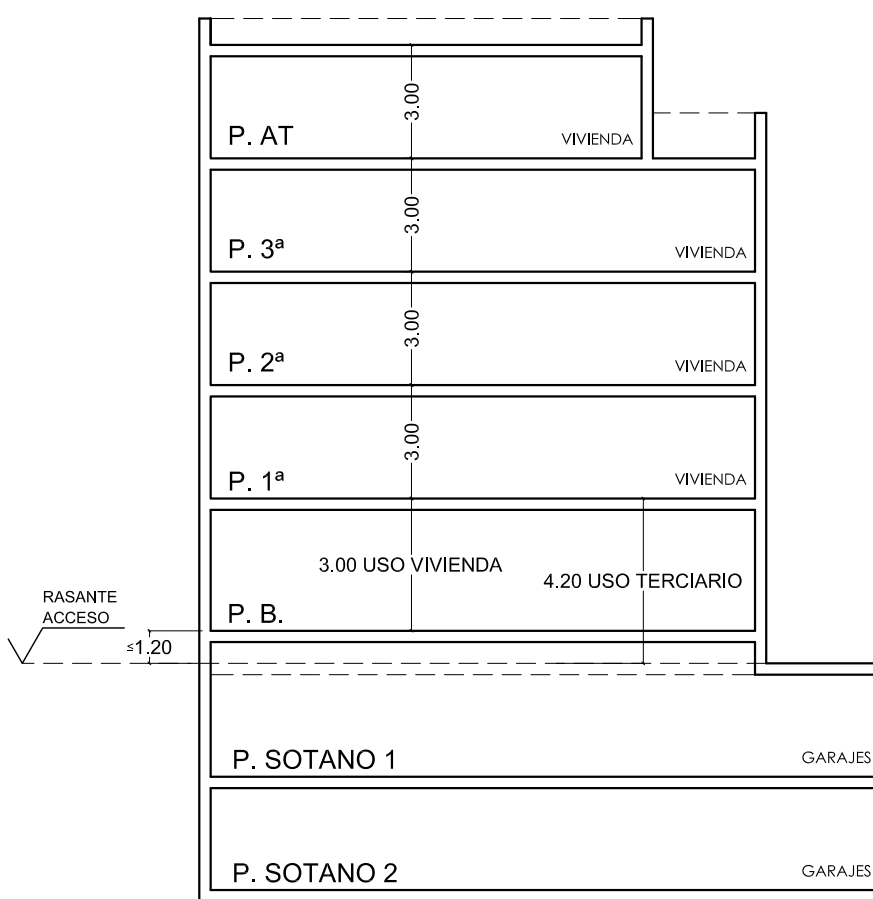 3.00
P. AT
VIVIENDA
3.00
P. 3ª
VIVIENDA
3.00
P. 2ª
VIVIENDA
3.00
P. 1ª
VIVIENDA
3.00 USO VIVIENDA
4.20 USO TERCIARIO
P. B.
RASANTE
ACCESO
≤1.20
P. SOTANO 1
GARAJES
P. SOTANO 2
GARAJES